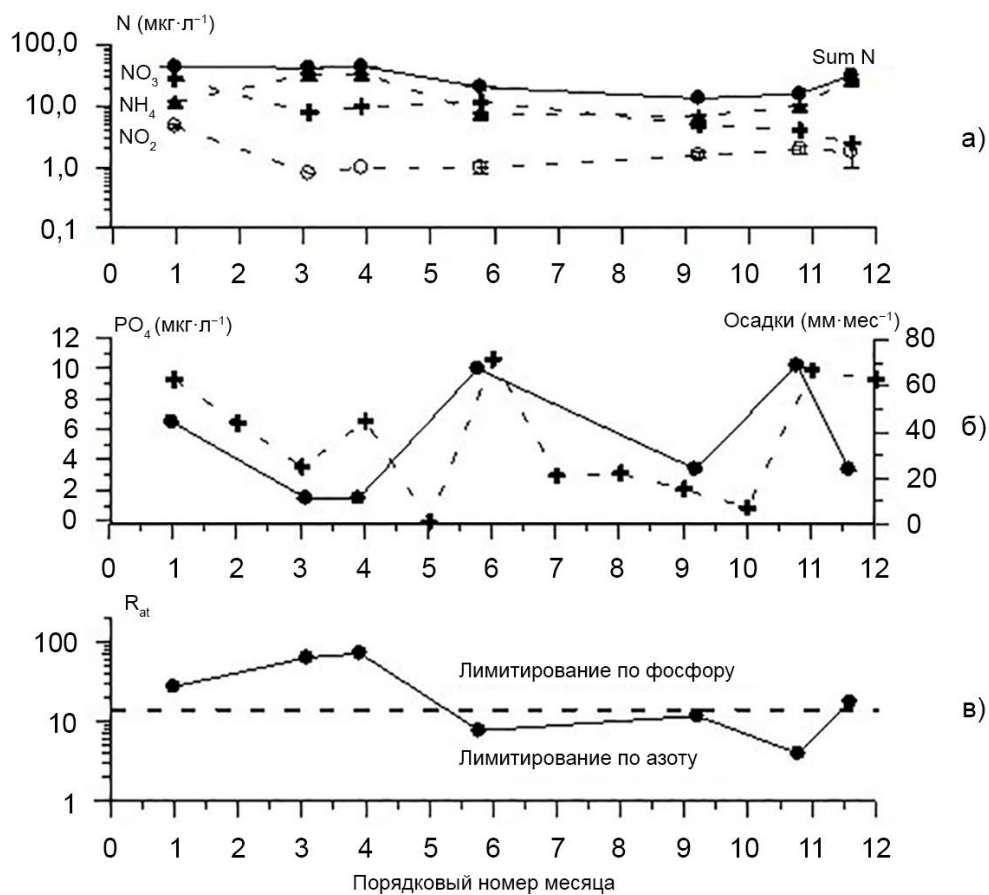 N (мкг·л⁻¹)
100,0
10,0
1,0
0,1
NO₃
NH₄
NO₂
Sum N
а)
0 1 2 3 4 5 6 7 8 9 10 11 12
PO₄ (мкг·л⁻¹)
Осадки (мм·мес⁻¹)
12
10
8
6
4
2
0
80
60
40
20
0
б)
0 1 2 3 4 5 6 7 8 9 10 11 12
Rat
100
10
1
Лимитирование по фосфору
Лимитирование по азоту
в)
0 1 2 3 4 5 6 7 8 9 10 11 12
Порядковый номер месяца